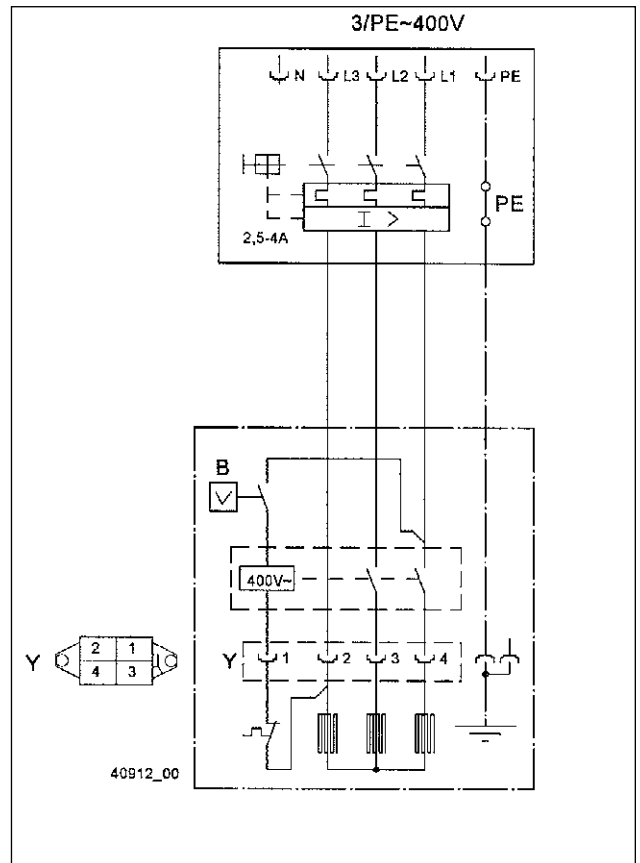 3/PE~400V
N L3 L2 L1 PE
PE
I >
2,5-4A
B
400V~
Y 2 1
4 3
Y 1 2 3 4
40912_00